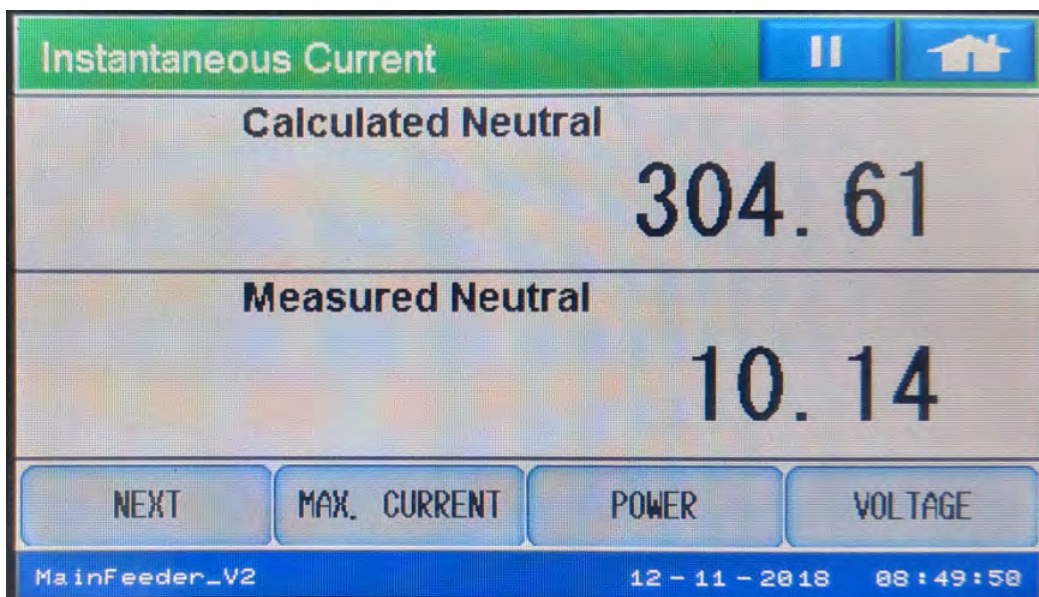 Instantaneous Current
Calculated Neutral
304.61
Measured Neutral
10.14
NEXT MAX. CURRENT POWER VOLTAGE
MainFeeder_V2 12-11-2018 08:49:50